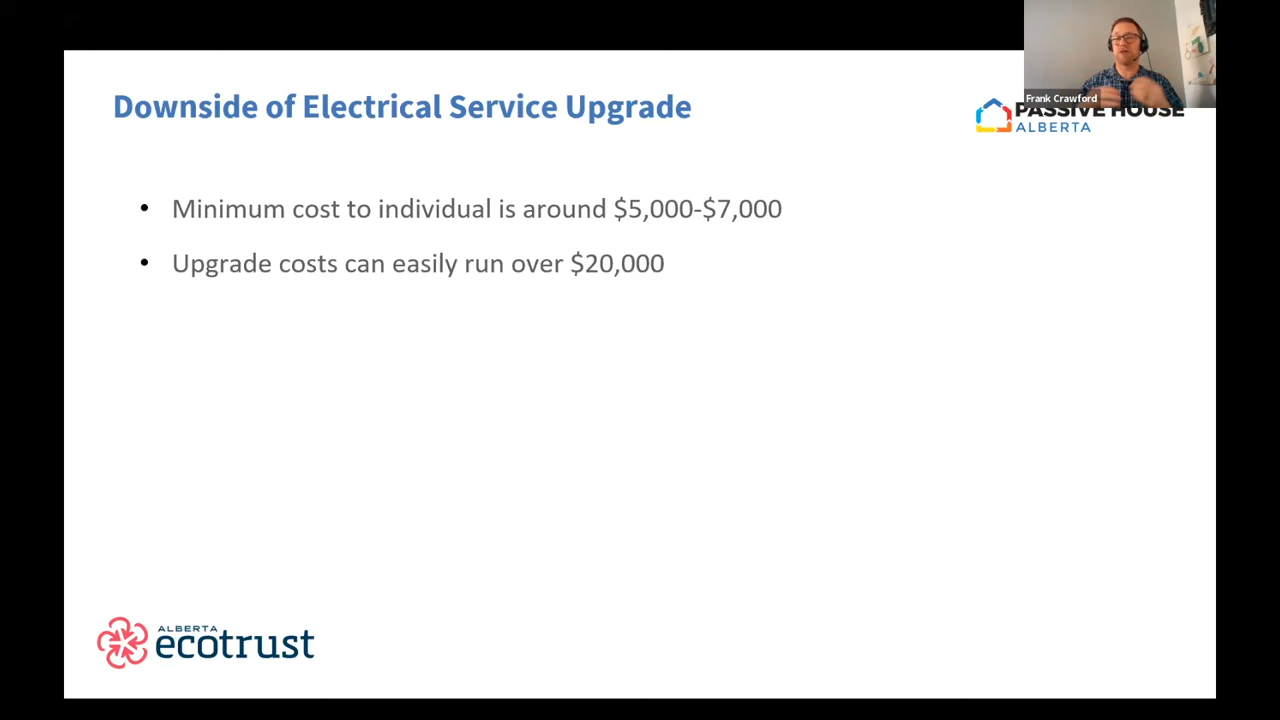 Frank Crawford
Downside of Electrical Service Upgrade
PASSIVE HOUSE
ALBERTA
• Minimum cost to individual is around $5,000-$7,000
• Upgrade costs can easily run over $20,000
ALBERTA
ecotrust